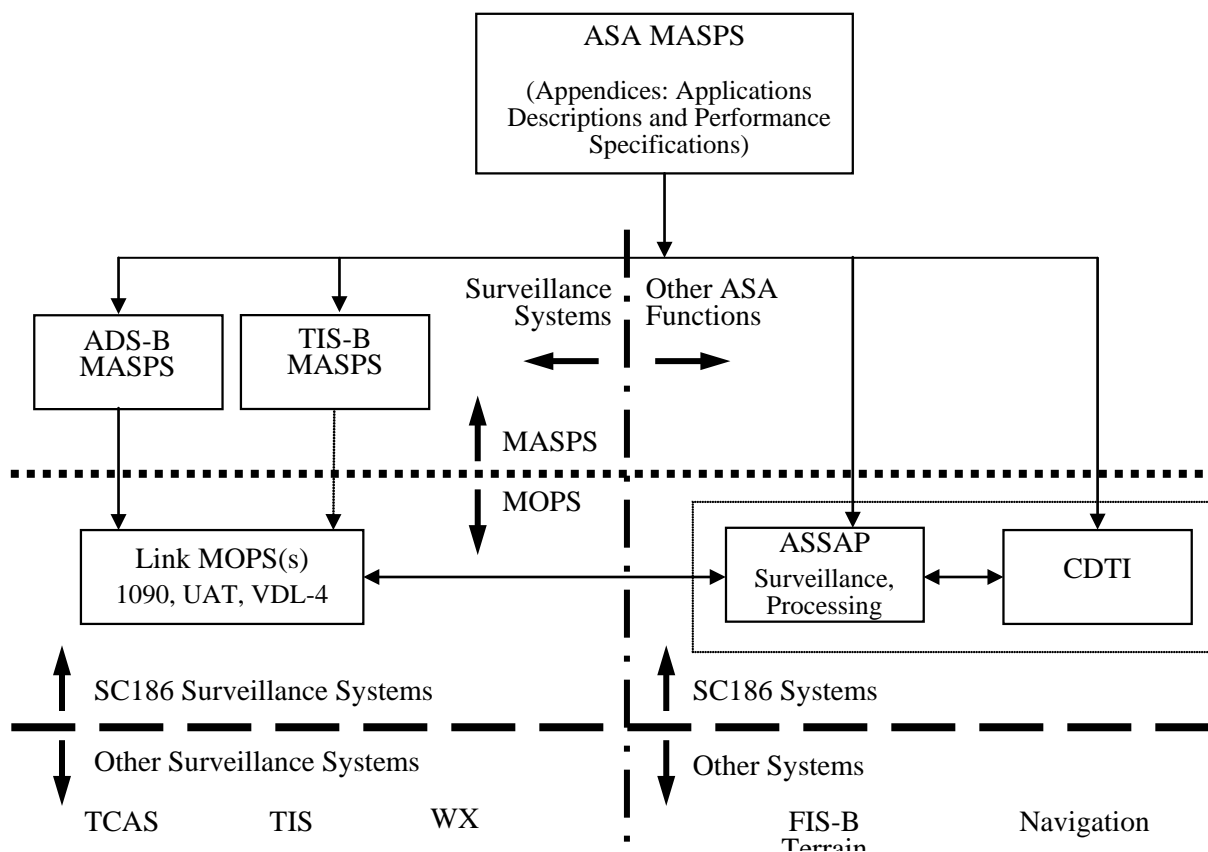 ASA MASPS
(Appendices: Applications
Descriptions and Performance
Specifications)
Surveillance
Systems
Other ASA
Functions
ADS-B
MASPS
TIS-B
MASPS
MASPS
MOPS
Link MOPS(s)
1090, UAT, VDL-4
ASSAP
Surveillance,
Processing
CDTI
SC186 Surveillance Systems
SC186 Systems
Other Surveillance Systems
Other Systems
TCAS
TIS
WX
FIS-B
Terrain
Navigation